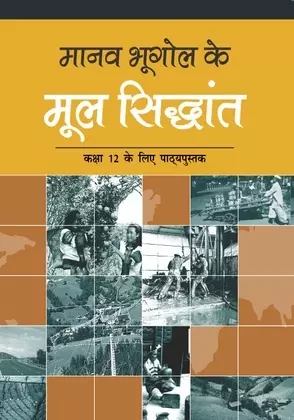 मानव भूगोल के
मूल सिद्धांत
कक्षा 12 के लिए पाठ्यपुस्तक